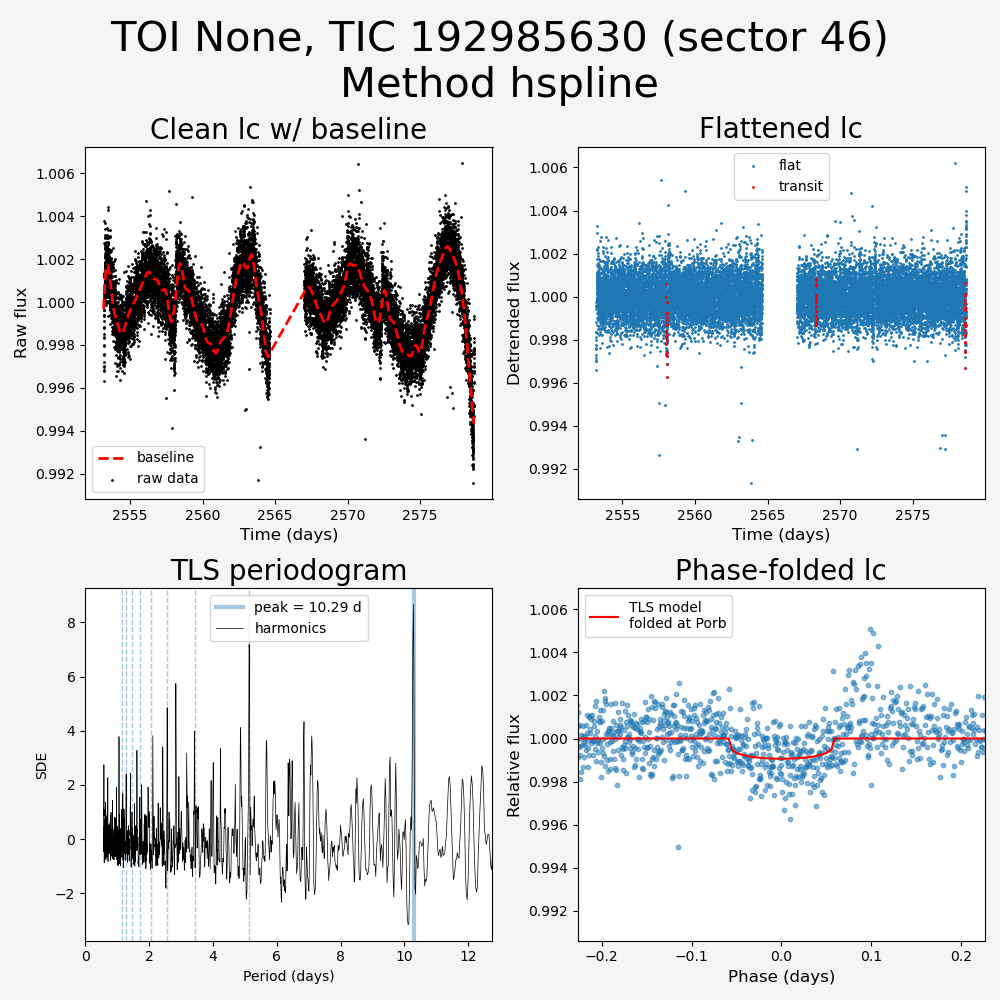 TOI None, TIC 192985630 (sector 46)
Method hspline
Clean lc w/ baseline
Raw flux
1.006
1.004
1.002
1.000
0.998
0.996
0.994
0.992
baseline
raw data
2555
2560
2565
2570
2575
Time (days)
Flattened lc
Detrended flux
1.006
1.004
1.002
1.000
0.998
0.996
0.994
0.992
flat
transit
2555
2560
2565
2570
2575
Time (days)
TLS periodogram
SDE
8
6
4
2
0
−2
peak = 10.29 d
harmonics
0
2
4
6
8
10
12
Period (days)
Phase-folded lc
Relative flux
1.006
1.004
1.002
1.000
0.998
0.996
0.994
0.992
TLS model
folded at Porb
−0.2
−0.1
0.0
0.1
0.2
Phase (days)